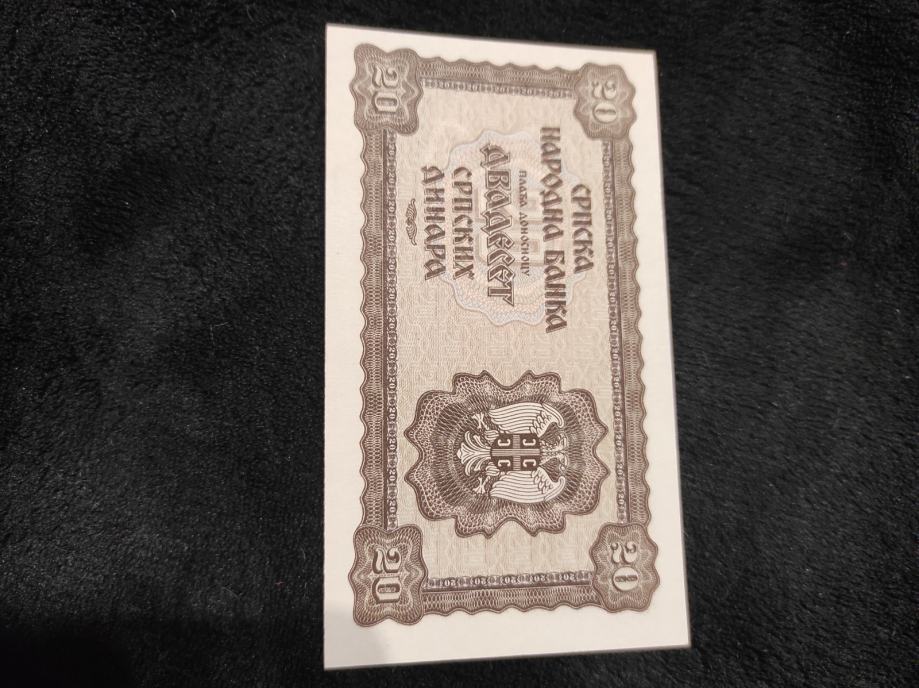 СРПСКА
НАРОДНА БАНКА
ПЛАЋА ДОНОСИОЦУ
ДВАДЕСЕТ
СРПСКИХ
ДИНАРА
20
20
20
20